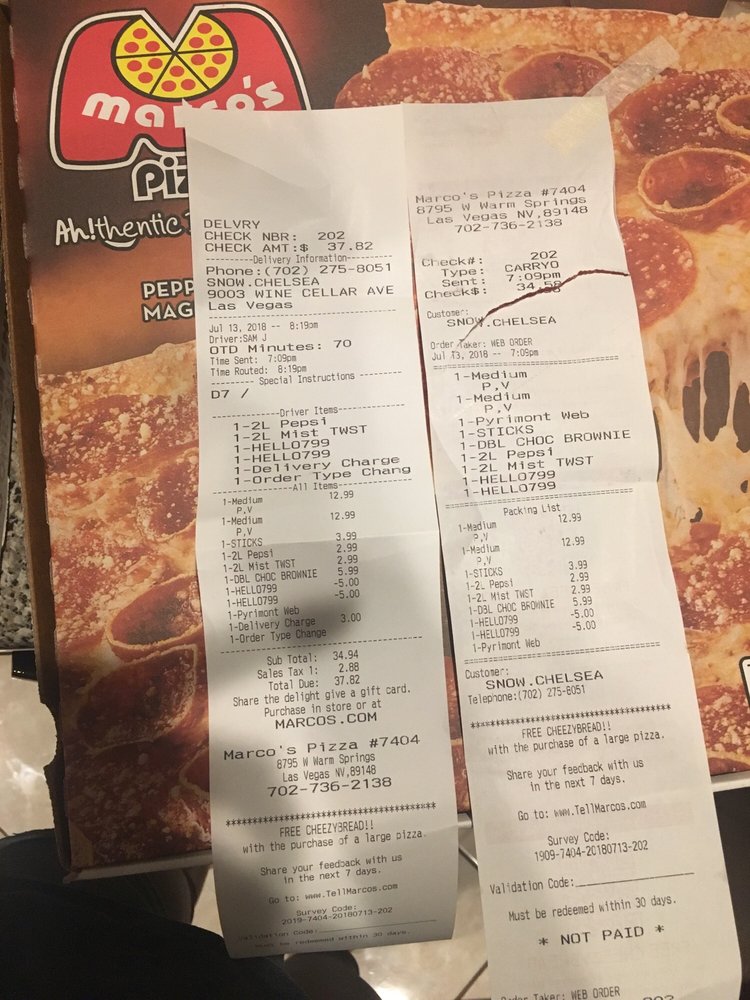 marco's
Ah!thentic
DELVRY
CHECK NBR: 202
CHECK AMT:$ 37.82
---------Delivery Information---------
Phone:(702) 275-8051
SNOW.CHELSEA
9003 WINE CELLAR AVE
Las Vegas
Jul 13, 2018 -- 8:19pm
Driver:SAM J
OTD Minutes: 70
Time Sent: 7:09pm
Time Routed: 8:19pm
--------- Special Instructions ---------
D7 /
-----------Driver Items-----------
1-2L Pepsi
1-2L Mist TWST
1-HELLO799
1-HELLO799
1-Delivery Charge
1-Order Type Chang
--------------All Items--------------
1-Medium 12.99
P,V
1-Medium 12.99
P,V
1-STICKS 3.99
1-2L Pepsi 2.99
1-2L Mist TWST 2.99
1-DBL CHOC BROWNIE 5.99
1-HELLO799 -5.00
1-HELLO799 -5.00
1-Pyrimont Web
1-Delivery Charge 3.00
1-Order Type Change
Sub Total: 34.94
Sales Tax 1: 2.88
Total Due: 37.82
Share the delight give a gift card.
Purchase in store or at
MARCOS.COM
Marco's Pizza #7404
8795 W Warm Springs
Las Vegas NV,89148
702-736-2138
****************************************
FREE CHEEZYBREAD!!
with the purchase of a large pizza.
Share your feedback with us
in the next 7 days.
Go to: www.TellMarcos.com
Survey Code:
2019-7404-20180713-202
Validation Code:____________________
Must be redeemed within 30 days.
Marco's Pizza #7404
8795 W Warm Springs
Las Vegas NV,89148
702-736-2138
Check#: 202
Type: CARRYO
Sent: 7:09pm
Check$: 34.58
Customer:
SNOW.CHELSEA
Order Taker: WEB ORDER
Jul 13, 2018 -- 7:09pm
1-Medium
P,V
1-Medium
P,V
1-Pyrimont Web
1-STICKS
1-DBL CHOC BROWNIE
1-2L Pepsi
1-2L Mist TWST
1-HELLO799
1-HELLO799
Packing List
1-Medium 12.99
P,V
1-Medium 12.99
P,V
1-STICKS 3.99
1-2L Pepsi 2.99
1-2L Mist TWST 2.99
1-DBL CHOC BROWNIE 5.99
1-HELLO799 -5.00
1-HELLO799 -5.00
1-Pyrimont Web
Customer:
SNOW.CHELSEA
Telephone:(702) 275-8051
****************************************
FREE CHEEZYBREAD!!
with the purchase of a large pizza.
Share your feedback with us
in the next 7 days.
Go to: www.TellMarcos.com
Survey Code:
1909-7404-20180713-202
Validation Code:____________________
Must be redeemed within 30 days.
* NOT PAID *
Order Taker: WEB ORDER